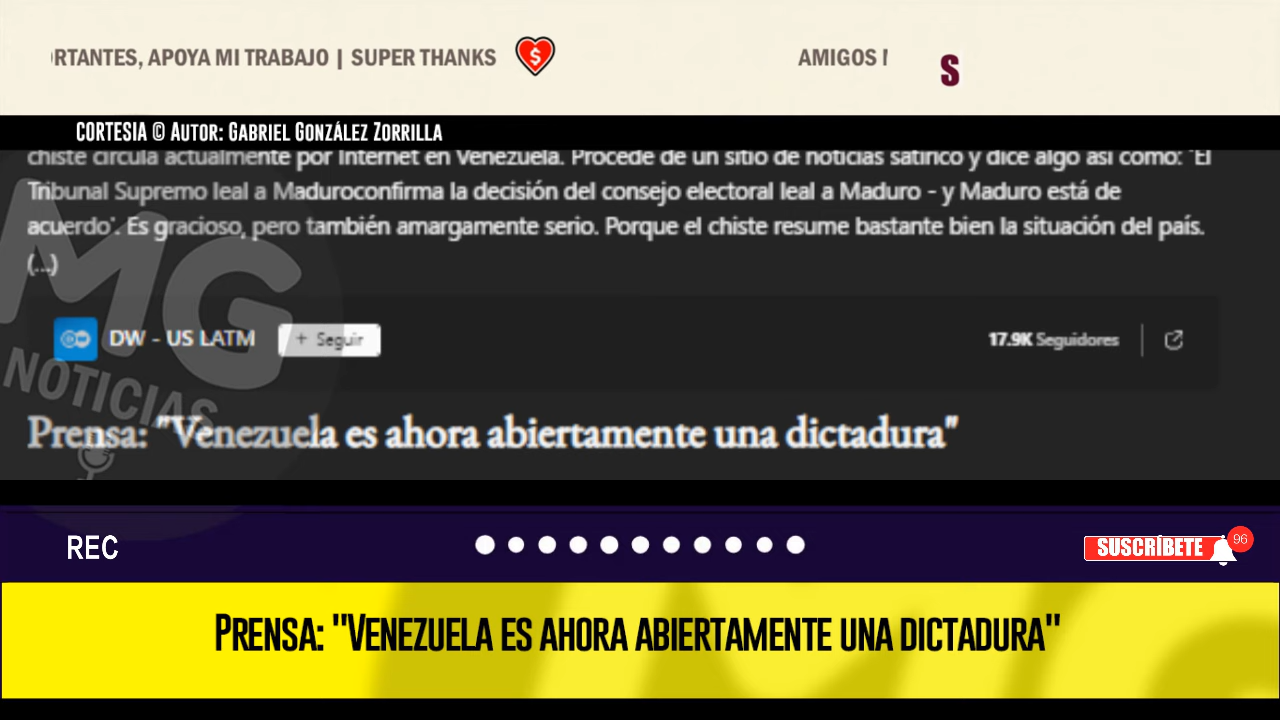 RTANTES, APOYA MI TRABAJO | SUPER THANKS $ AMIGOS
S
CORTESIA © AUTOR: GABRIEL GONZÁLEZ ZORRILLA
chiste circula actualmente por Internet en Venezuela. Procede de un sitio de noticias satírico y dice algo así como: 'El
Tribunal Supremo leal a Maduroconfirma la decisión del consejo electoral leal a Maduro - y Maduro está de
acuerdo'. Es gracioso, pero también amargamente serio. Porque el chiste resume bastante bien la situación del país.
(...)
DW - US LATM + Seguir 17.9K Seguidores
MG
NOTICIAS
Prensa: "Venezuela es ahora abiertamente una dictadura"
REC
SUSCRÍBETE 96
PRENSA: "VENEZUELA ES AHORA ABIERTAMENTE UNA DICTADURA"